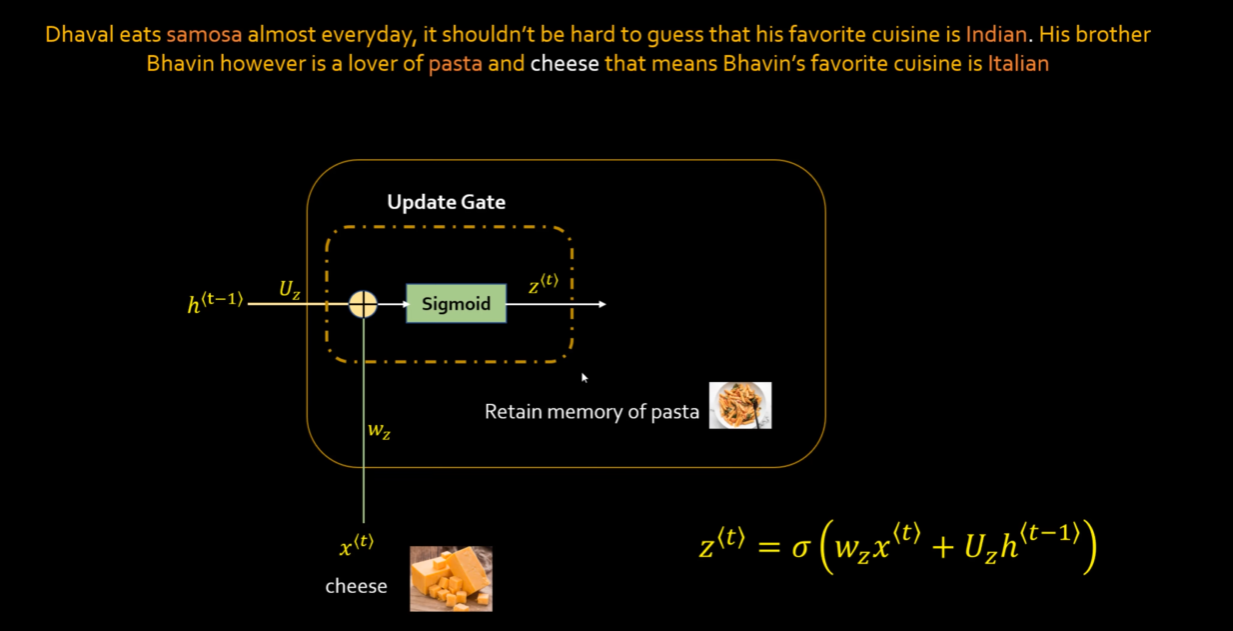 Dhaval eats samosa almost everyday, it shouldn't be hard to guess that his favorite cuisine is Indian. His brother
Bhavin however is a lover of pasta and cheese that means Bhavin's favorite cuisine is Italian
Update Gate
h⟨t−1⟩
U_z
Sigmoid
z⟨t⟩
Retain memory of pasta
w_z
x⟨t⟩
cheese
z⟨t⟩ = σ(w_z x⟨t⟩ + U_z h⟨t−1⟩)